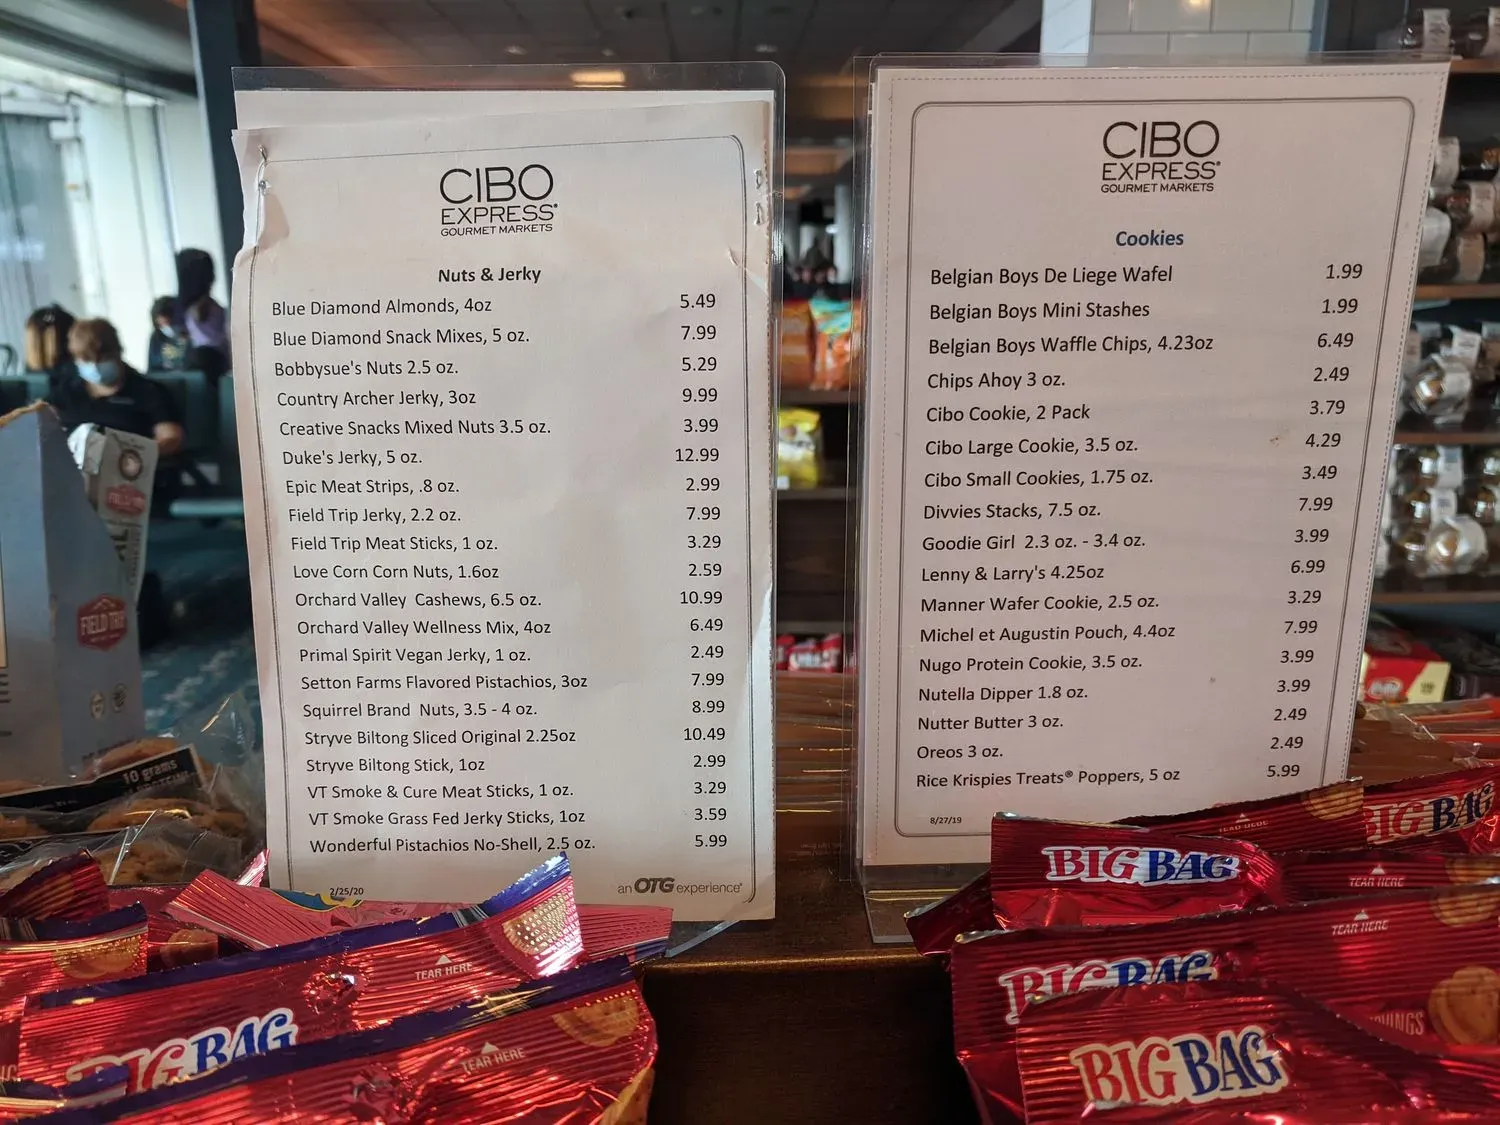 CIBO
EXPRESS
GOURMET MARKETS
Nuts & Jerky
Blue Diamond Almonds, 4oz 5.49
Blue Diamond Snack Mixes, 5 oz. 7.99
Bobbysue's Nuts 2.5 oz. 5.29
Country Archer Jerky, 3oz 9.99
Creative Snacks Mixed Nuts 3.5 oz. 3.99
Duke's Jerky, 5 oz. 12.99
Epic Meat Strips, .8 oz. 2.99
Field Trip Jerky, 2.2 oz. 7.99
Field Trip Meat Sticks, 1 oz. 3.29
Love Corn Corn Nuts, 1.6oz 2.59
Orchard Valley Cashews, 6.5 oz. 10.99
Orchard Valley Wellness Mix, 4oz 6.49
Primal Spirit Vegan Jerky, 1 oz. 2.49
Setton Farms Flavored Pistachios, 3oz 7.99
Squirrel Brand Nuts, 3.5 - 4 oz. 8.99
Stryve Biltong Sliced Original 2.25oz 10.49
Stryve Biltong Stick, 1oz 2.99
VT Smoke & Cure Meat Sticks, 1 oz. 3.29
VT Smoke Grass Fed Jerky Sticks, 1oz 3.59
Wonderful Pistachios No-Shell, 2.5 oz. 5.99
2/25/20
an OTG experience
CIBO
EXPRESS
GOURMET MARKETS
Cookies
Belgian Boys De Liege Wafel 1.99
Belgian Boys Mini Stashes 1.99
Belgian Boys Waffle Chips, 4.23oz 6.49
Chips Ahoy 3 oz. 2.49
Cibo Cookie, 2 Pack 3.79
Cibo Large Cookie, 3.5 oz. 4.29
Cibo Small Cookies, 1.75 oz. 3.49
Divvies Stacks, 7.5 oz. 7.99
Goodie Girl 2.3 oz. - 3.4 oz. 3.99
Lenny & Larry's 4.25oz 6.99
Manner Wafer Cookie, 2.5 oz. 3.29
Michel et Augustin Pouch, 4.4oz 7.99
Nugo Protein Cookie, 3.5 oz. 3.99
Nutella Dipper 1.8 oz. 3.99
Nutter Butter 3 oz. 2.49
Oreos 3 oz. 2.49
Rice Krispies Treats® Poppers, 5 oz 5.99
8/27/19
FIELD TRIP
10 grams
TEAR HERE
BIG BAG
TEAR HERE
TEAR HERE
BIG BAG
BIG BAG
TEAR HERE
TEAR HERE
BIG BAG
BIG BAG